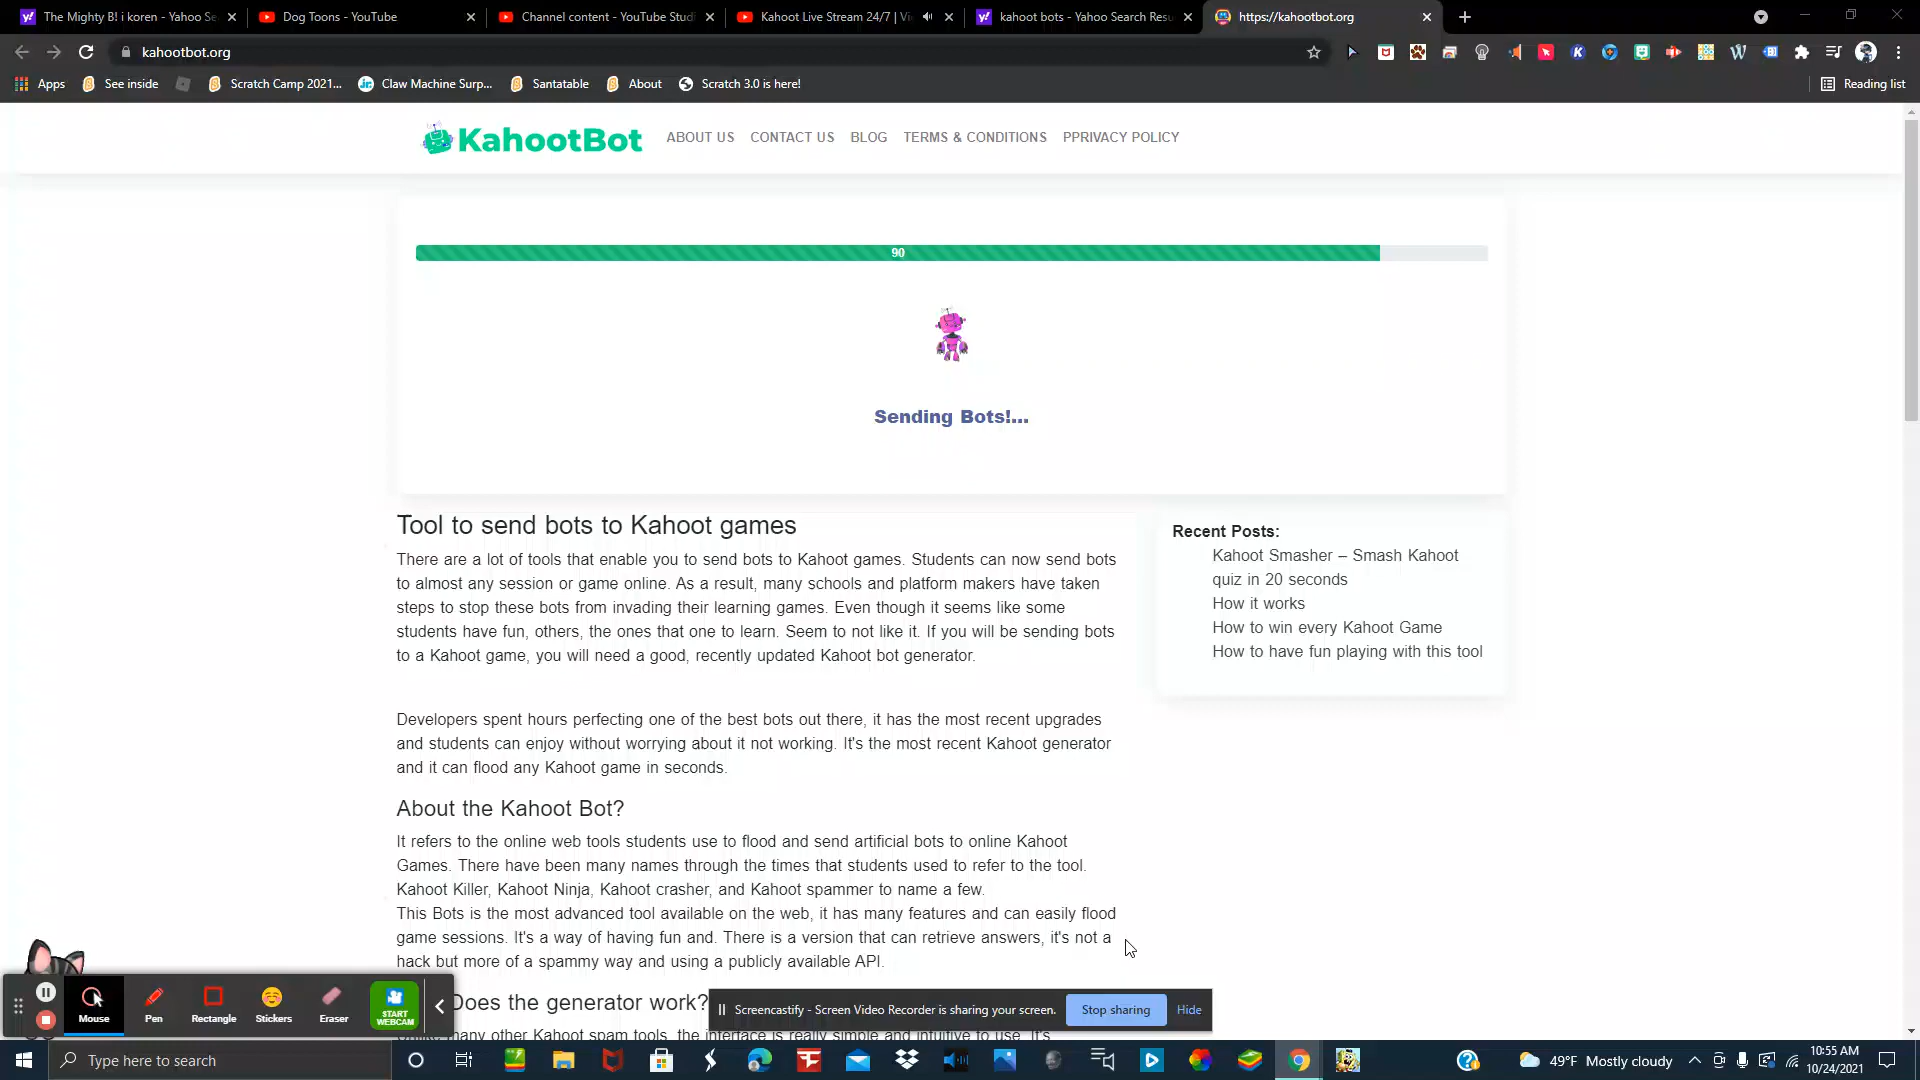 The Mighty B! i koren - Yahoo Se
Dog Toons - YouTube
Channel content - YouTube Studi
Kahoot Live Stream 24/7 | Vi
kahoot bots - Yahoo Search Resu
https://kahootbot.org
kahootbot.org
Apps
See inside
Scratch Camp 2021...
Claw Machine Surp...
Santatable
About
Scratch 3.0 is here!
Reading list
KahootBot
ABOUT US
CONTACT US
BLOG
TERMS & CONDITIONS
PPRIVACY POLICY
90
Sending Bots!...
Tool to send bots to Kahoot games
There are a lot of tools that enable you to send bots to Kahoot games. Students can now send bots
to almost any session or game online. As a result, many schools and platform makers have taken
steps to stop these bots from invading their learning games. Even though it seems like some
students have fun, others, the ones that one to learn. Seem to not like it. If you will be sending bots
to a Kahoot game, you will need a good, recently updated Kahoot bot generator.
Developers spent hours perfecting one of the best bots out there, it has the most recent upgrades
and students can enjoy without worrying about it not working. It's the most recent Kahoot generator
and it can flood any Kahoot game in seconds.
About the Kahoot Bot?
It refers to the online web tools students use to flood and send artificial bots to online Kahoot
Games. There have been many names through the times that students used to refer to the tool.
Kahoot Killer, Kahoot Ninja, Kahoot crasher, and Kahoot spammer to name a few.
This Bots is the most advanced tool available on the web, it has many features and can easily flood
game sessions. It's a way of having fun and. There is a version that can retrieve answers, it's not a
hack but more of a spammy way and using a publicly available API.
Does the generator work?
many other Kahoot spam tools, the interface is really simple and intuitive to use. It's
Recent Posts:
Kahoot Smasher – Smash Kahoot
quiz in 20 seconds
How it works
How to win every Kahoot Game
How to have fun playing with this tool
Mouse
Pen
Rectangle
Stickers
Eraser
START
WEBCAM
Screencastify - Screen Video Recorder is sharing your screen.
Stop sharing
Hide
Type here to search
49°F Mostly cloudy
10:55 AM
10/24/2021